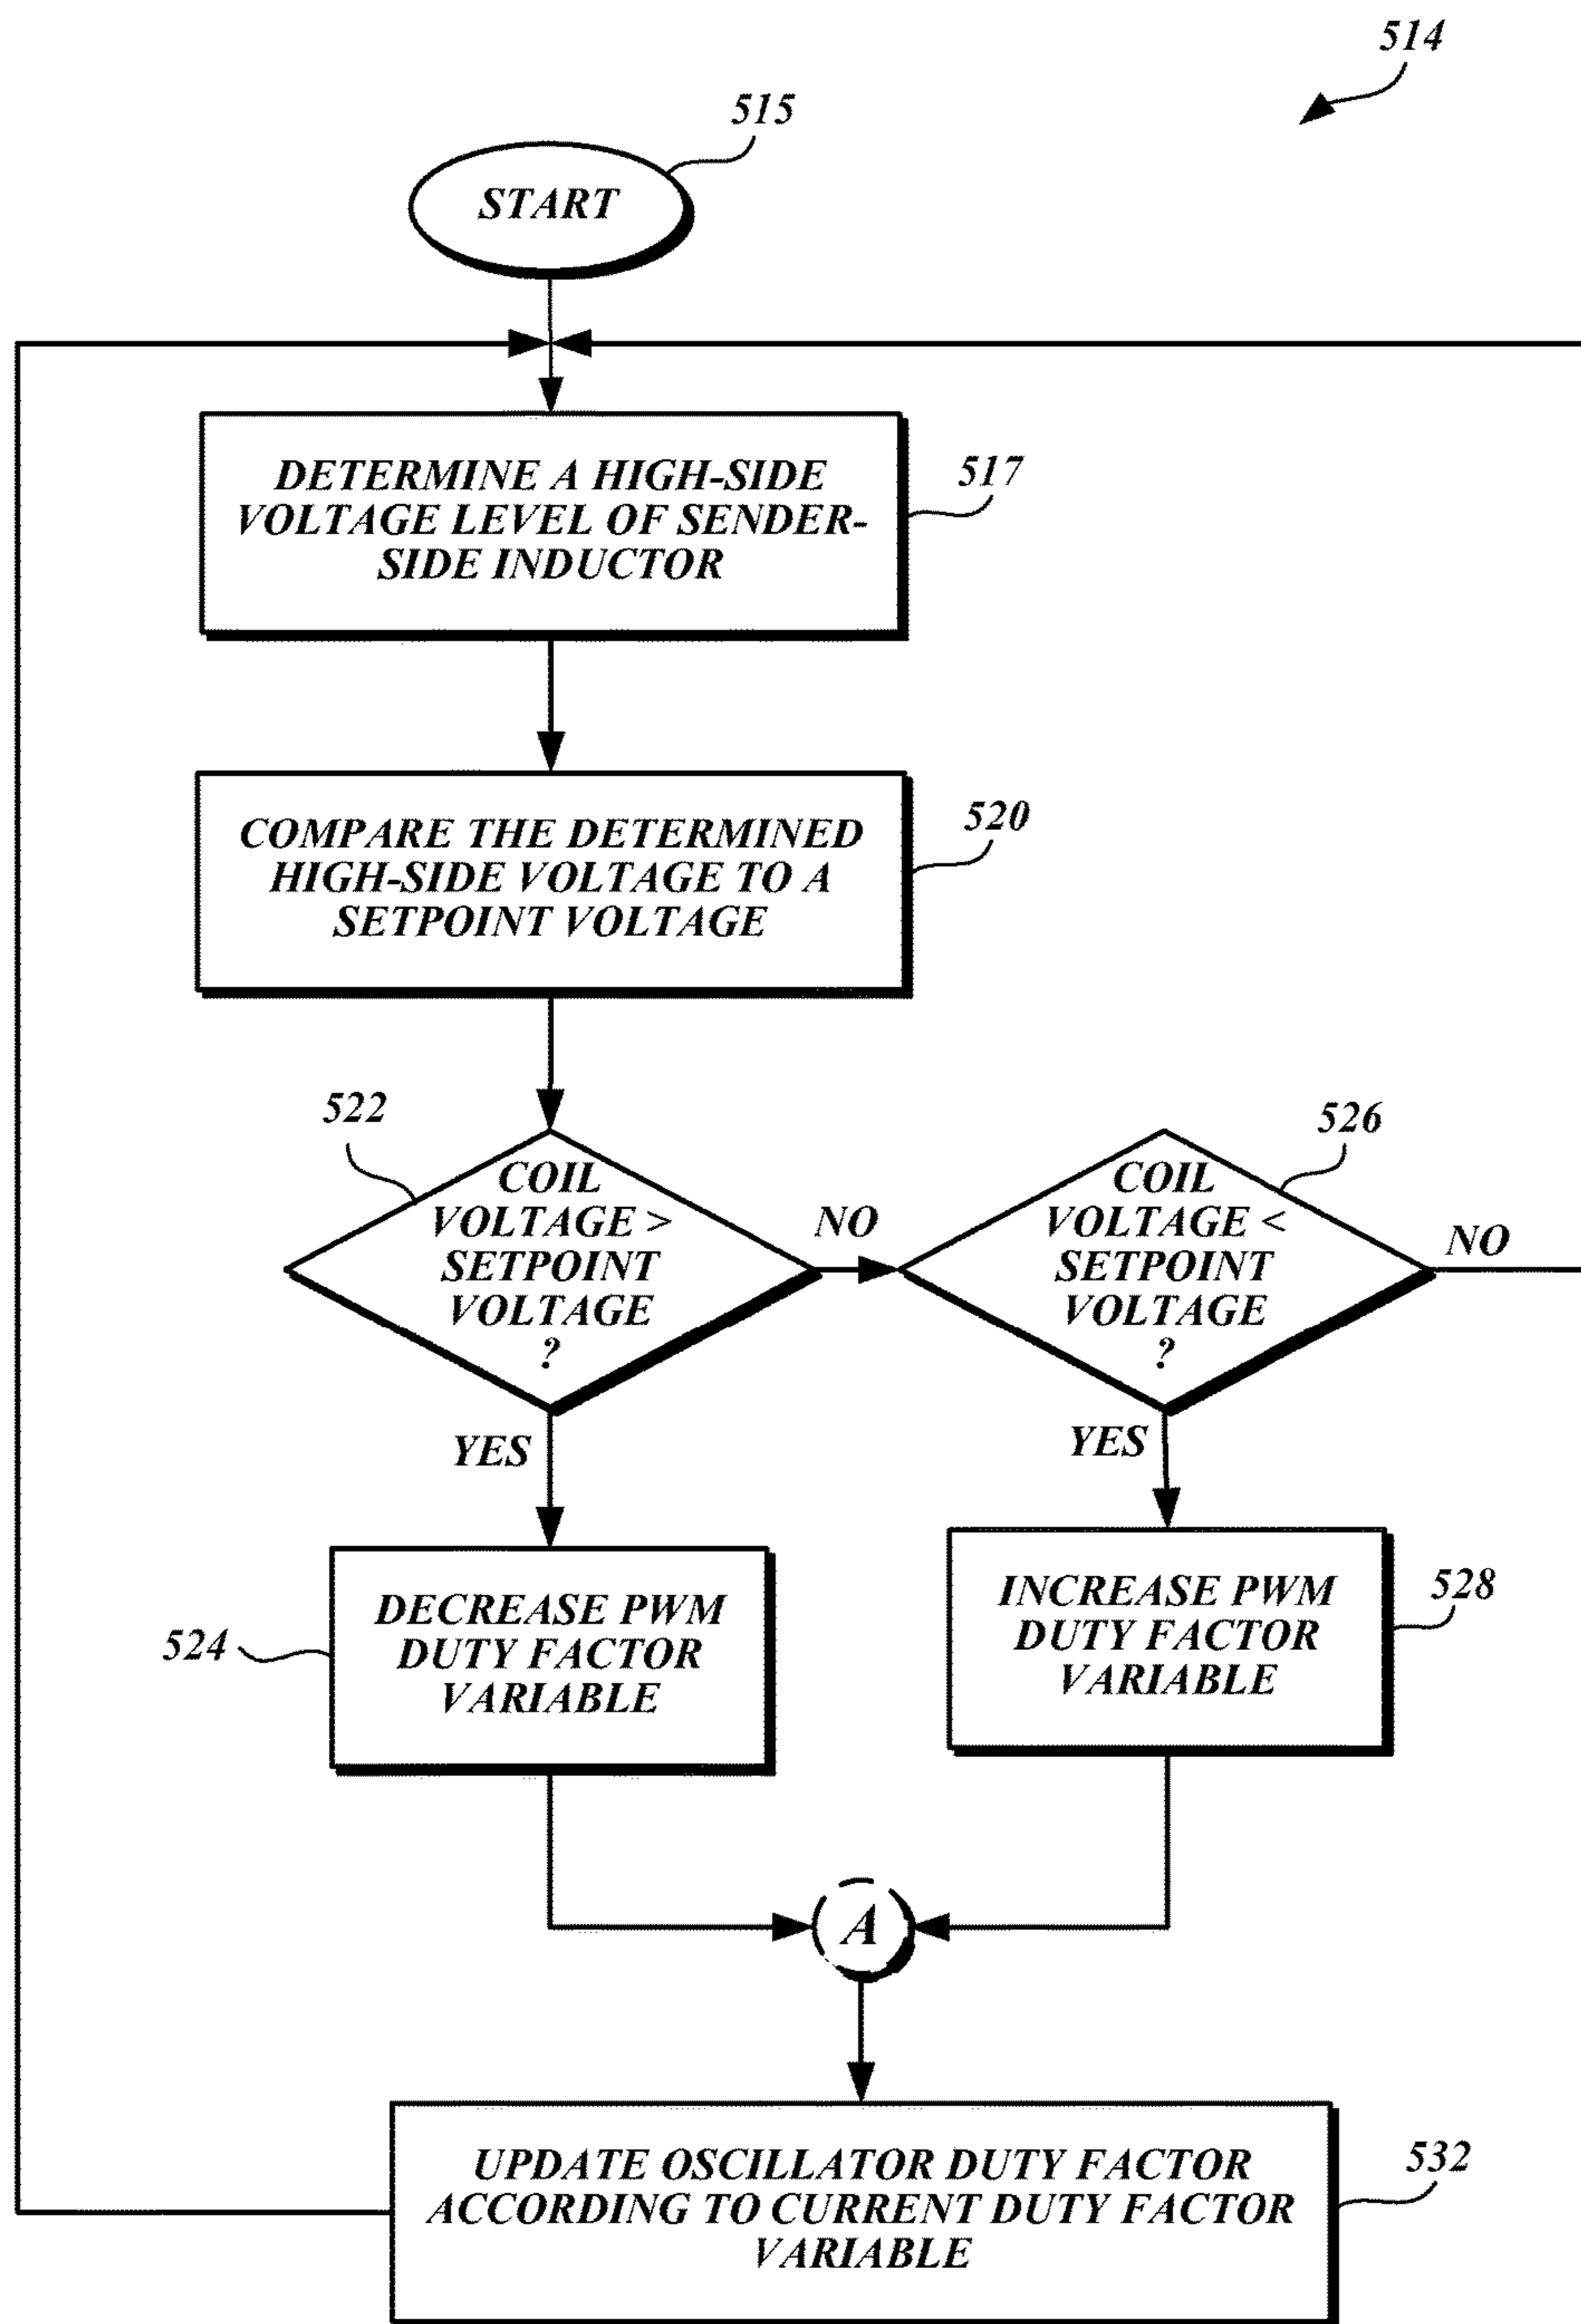 514
515
START
DETERMINE A HIGH-SIDE
VOLTAGE LEVEL OF SENDER-
SIDE INDUCTOR
517
COMPARE THE DETERMINED
HIGH-SIDE VOLTAGE TO A
SETPOINT VOLTAGE
520
522
COIL
VOLTAGE >
SETPOINT
VOLTAGE
?
NO
526
COIL
VOLTAGE <
SETPOINT
VOLTAGE
?
NO
YES
YES
524
DECREASE PWM
DUTY FACTOR
VARIABLE
INCREASE PWM
DUTY FACTOR
VARIABLE
528
A
UPDATE OSCILLATOR DUTY FACTOR
ACCORDING TO CURRENT DUTY FACTOR
VARIABLE
532